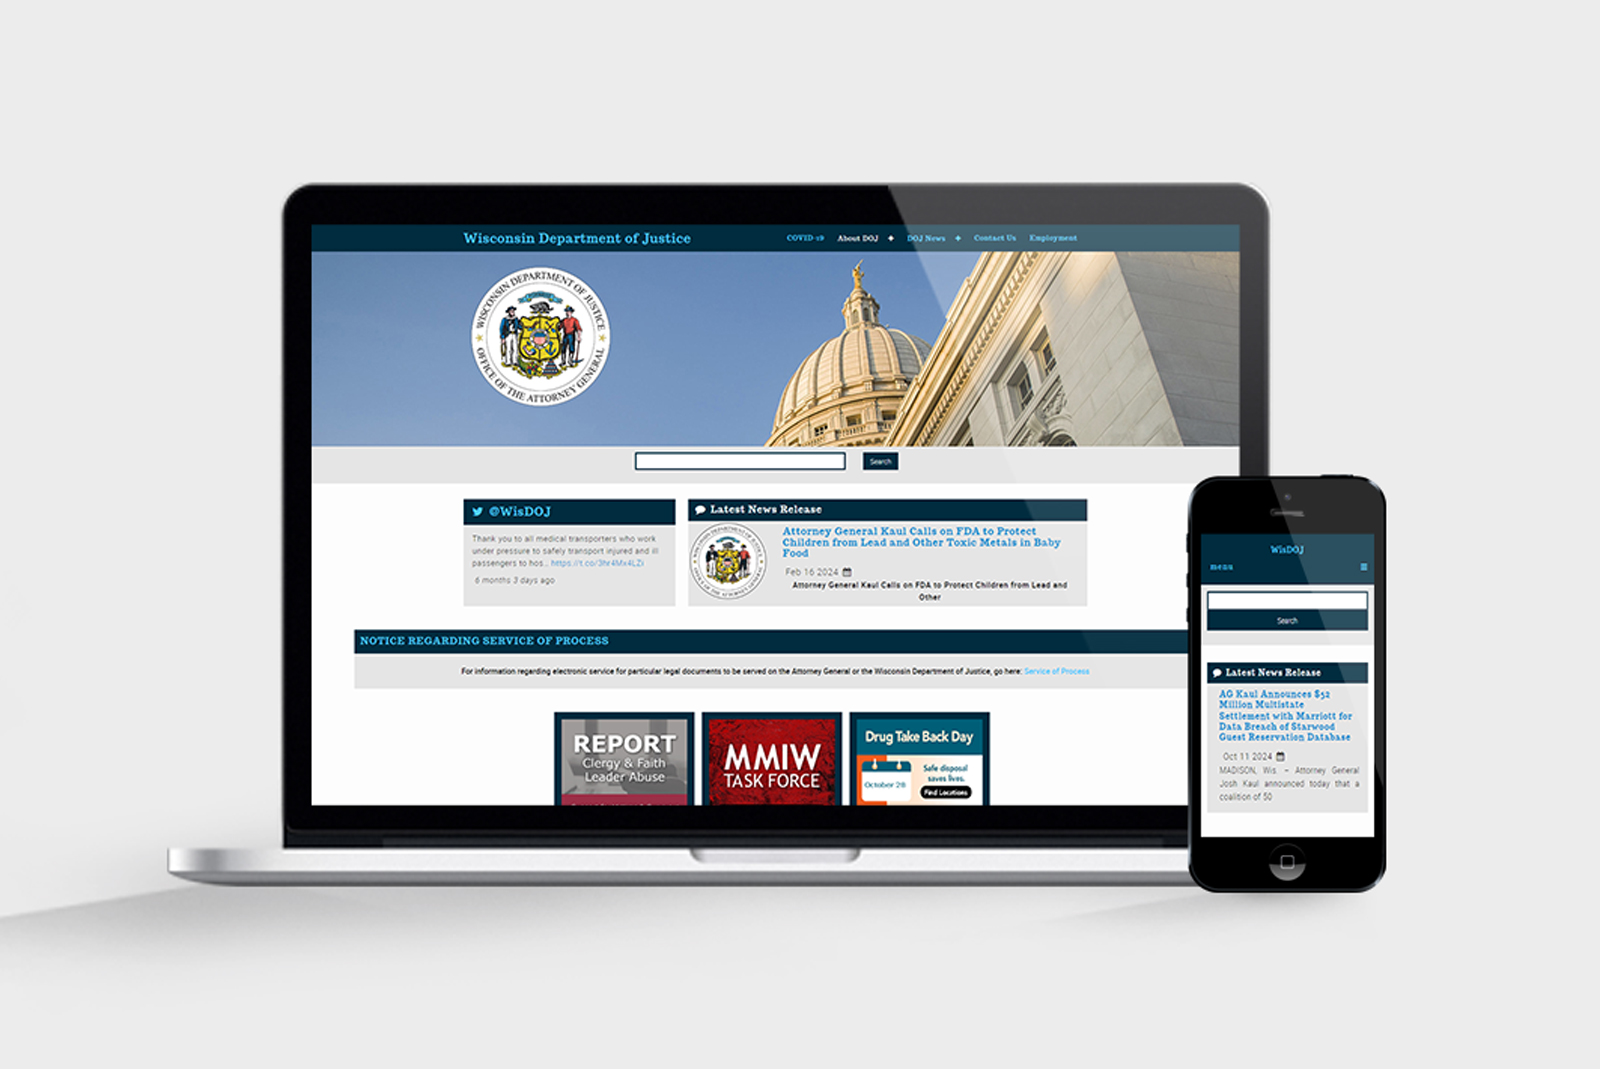 Wisconsin Department of Justice
COVID-19 About DOJ + DOJ News + Contact Us Employment
WISCONSIN DEPARTMENT OF JUSTICE
OFFICE OF THE ATTORNEY GENERAL
Search
@WisDOJ
Thank you to all medical transporters who work
under pressure to safely transport injured and ill
passengers to hos... https://t.co/3hr4Mx4LZi
6 months 3 days ago
Latest News Release
Attorney General Kaul Calls on FDA to Protect
Children from Lead and Other Toxic Metals in Baby
Food
Feb 16 2024
Attorney General Kaul Calls on FDA to Protect Children from Lead and
Other
NOTICE REGARDING SERVICE OF PROCESS
For information regarding electronic service for particular legal documents to be served on the Attorney General or the Wisconsin Department of Justice, go here: Service of Process
REPORT
Clergy & Faith
Leader Abuse
MMIW
TASK FORCE
Drug Take Back Day
October 28
Safe disposal
saves lives.
Find Locations
WisDOJ
menu
Search
Latest News Release
AG Kaul Announces $52
Million Multistate
Settlement with Marriott for
Data Breach of Starwood
Guest Reservation Database
Oct 11 2024
MADISON, Wis. – Attorney General
Josh Kaul announced today that a
coalition of 50